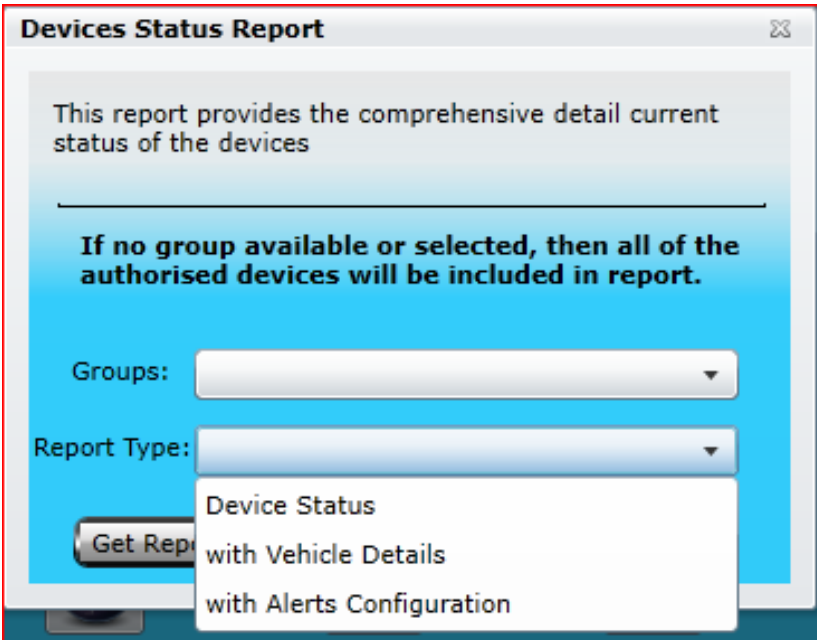 Devices Status Report
This report provides the comprehensive detail current
status of the devices
If no group available or selected, then all of the
authorised devices will be included in report.
Groups:
Report Type:
Device Status
Get Rep
with Vehicle Details
with Alerts Configuration